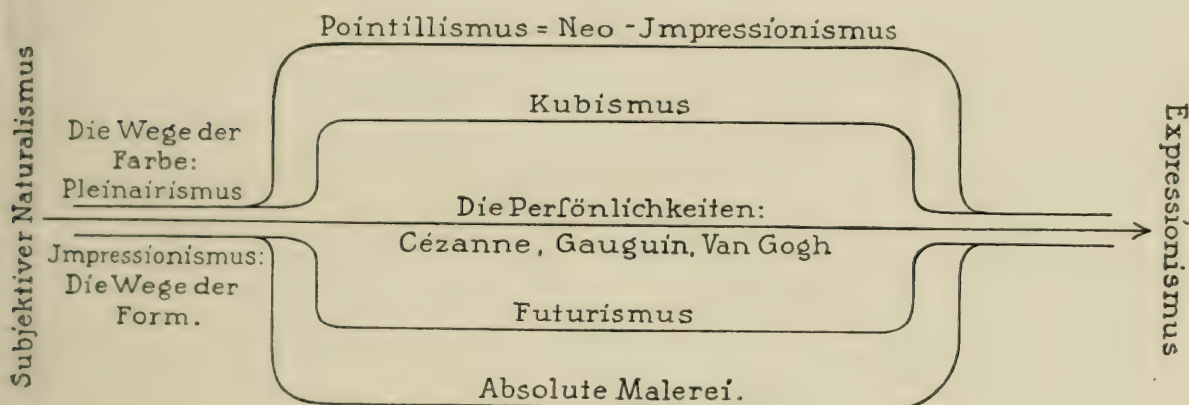 Subjektiver Naturalismus
Pointillismus = Neo-Jmpressionismus
Kubismus
Die Wege der
Farbe:
Pleinairismus
Die Perſönlichkeiten:
Cézanne, Gauguin, Van Gogh
Jmpressionismus:
Die Wege der
Form.
Futurismus
Absolute Malerei.
Expressionismus